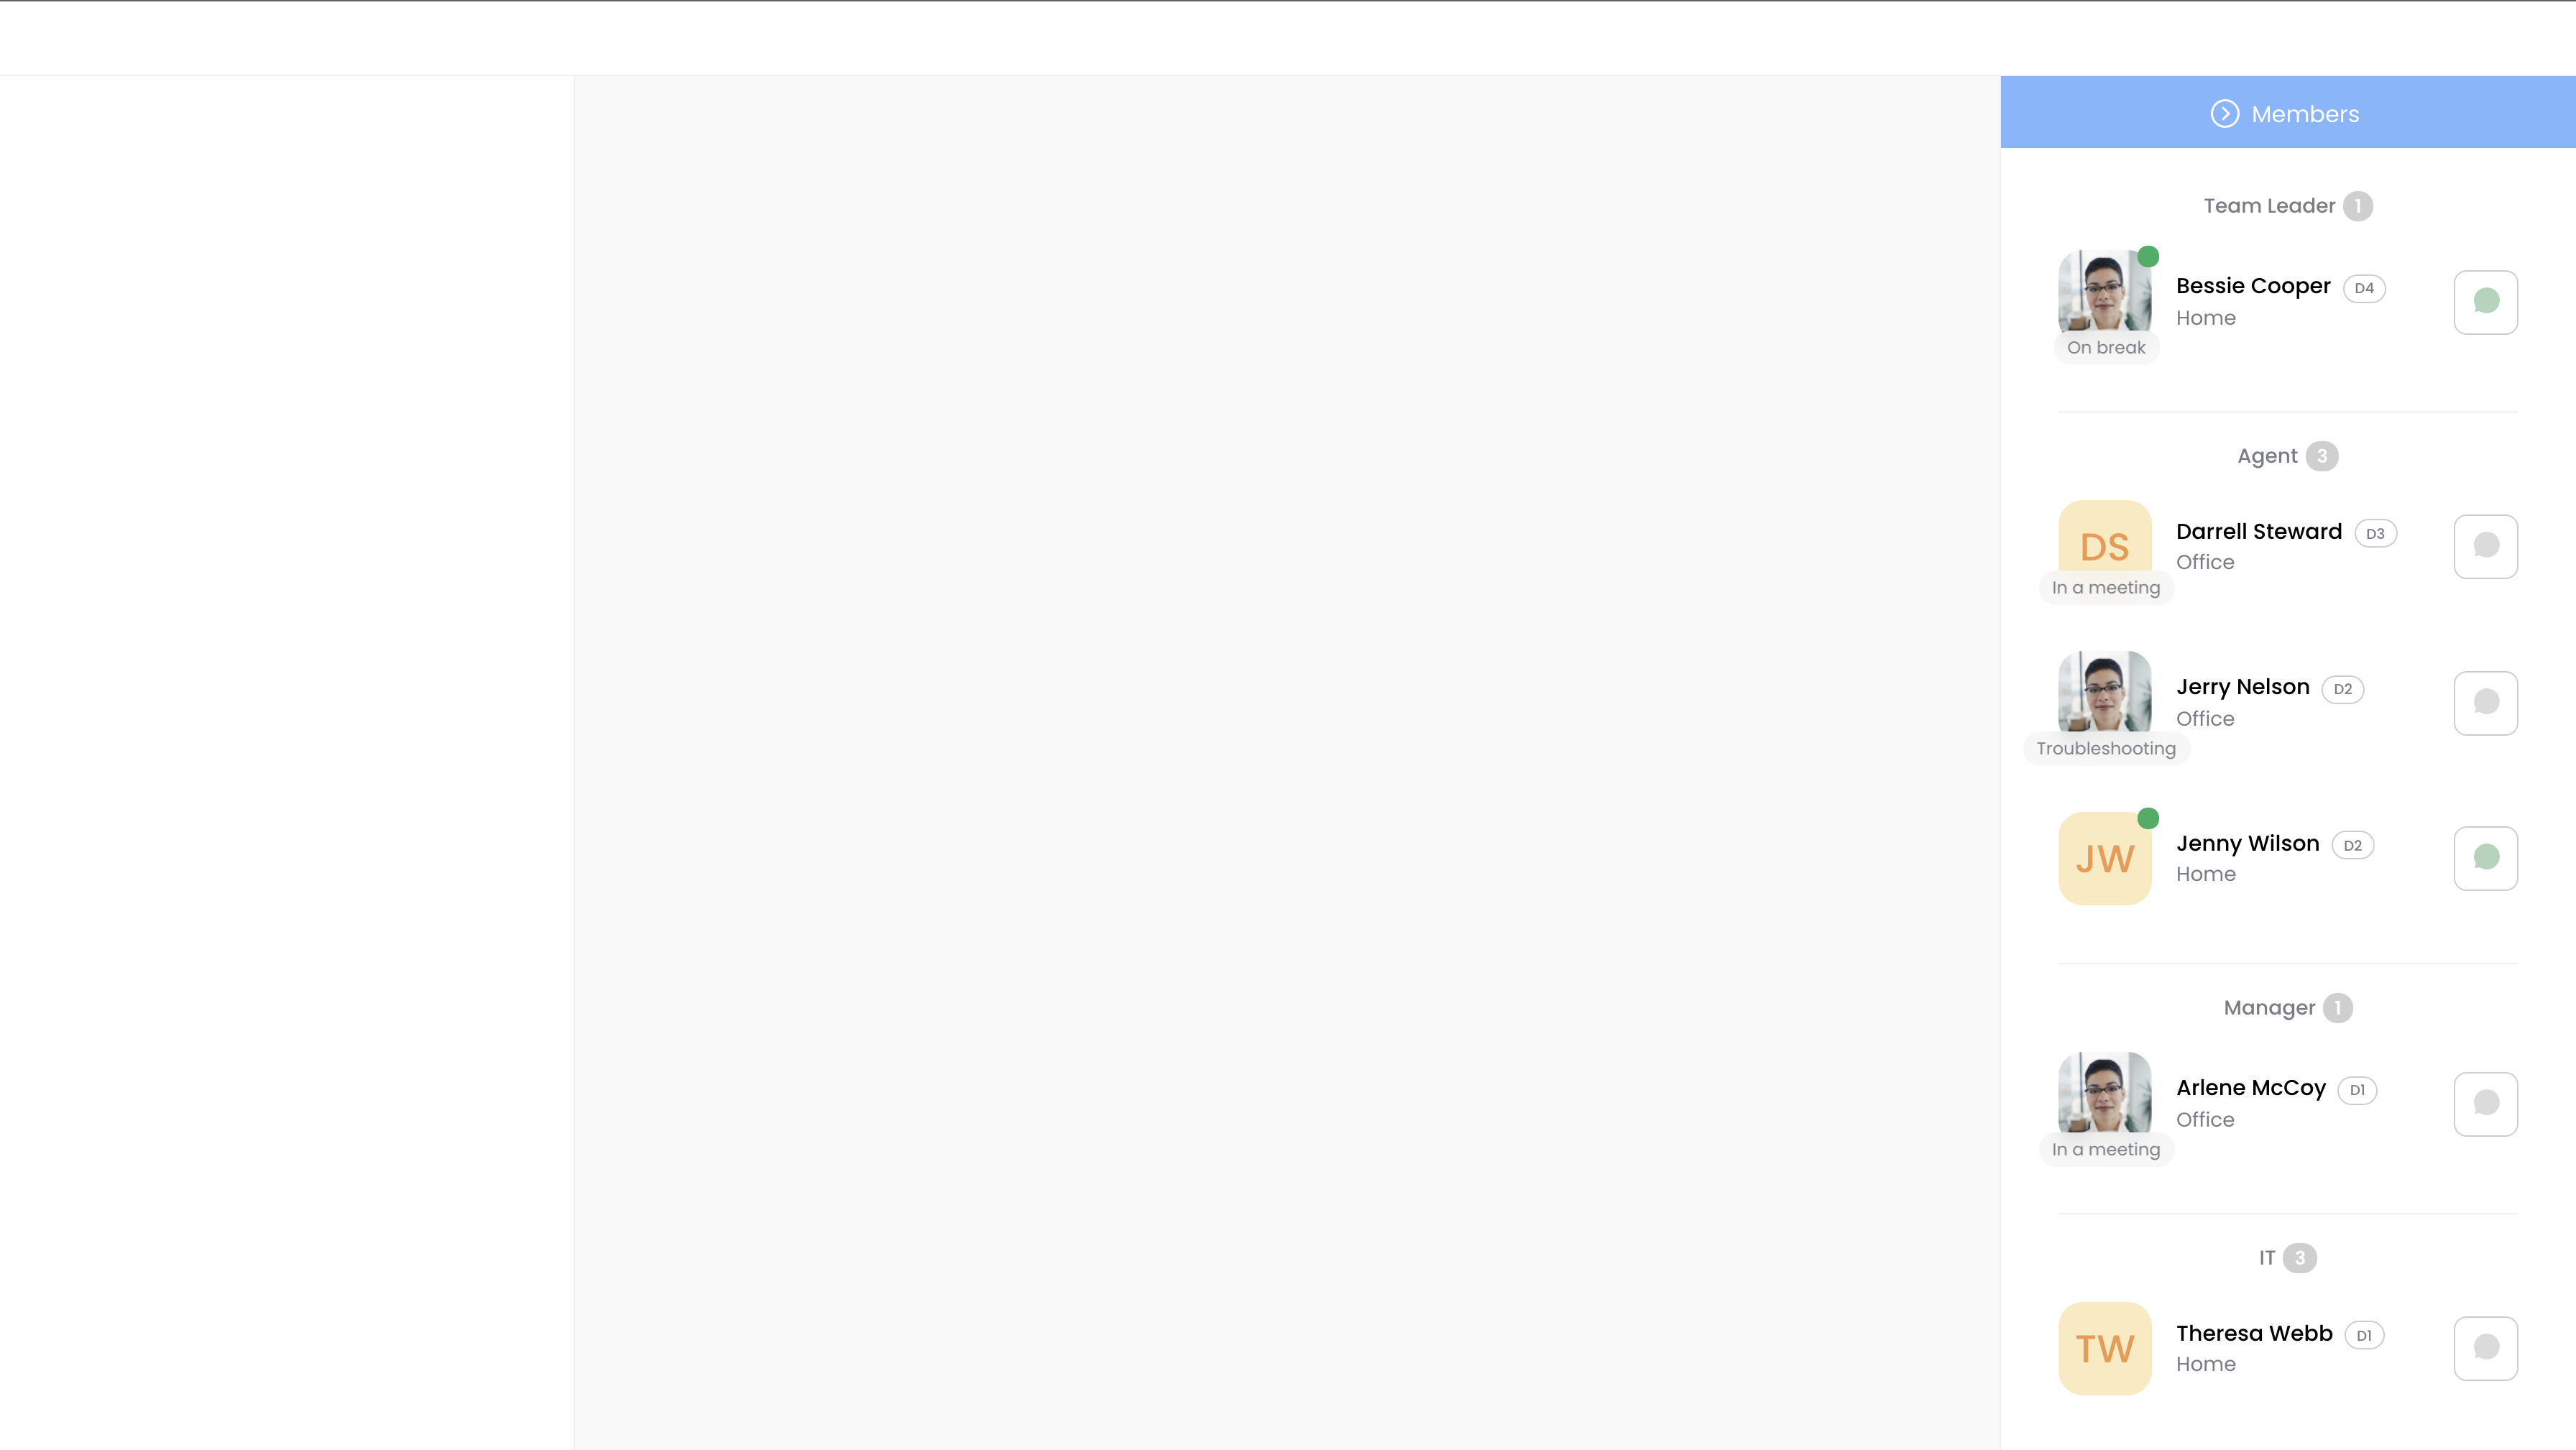 Members
Team Leader 1
Bessie Cooper D4
Home
On break
Agent 3
DS
Darrell Steward D3
Office
In a meeting
Jerry Nelson D2
Office
Troubleshooting
JW
Jenny Wilson D2
Home
Manager 1
Arlene McCoy D1
Office
In a meeting
IT 3
TW
Theresa Webb D1
Home